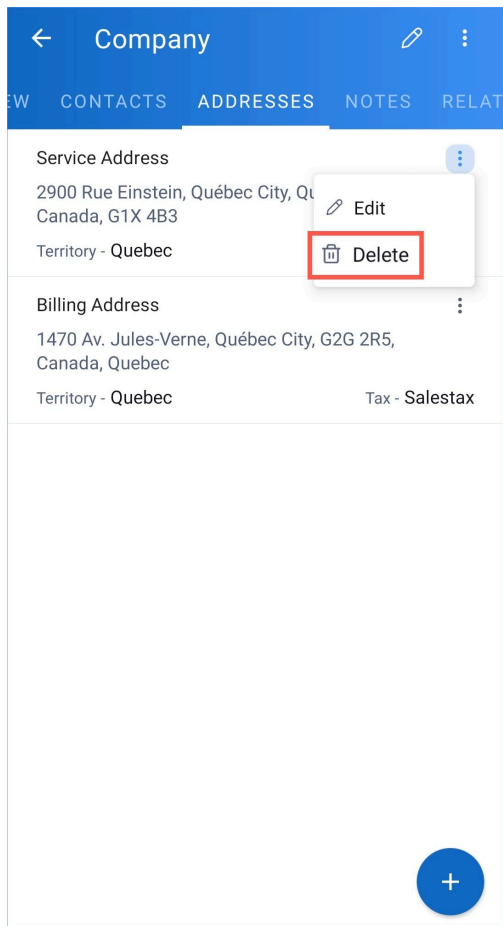 Company
EW CONTACTS ADDRESSES NOTES RELAT
Service Address
2900 Rue Einstein, Québec City, Qu
Canada, G1X 4B3
Territory - Quebec
Edit
Delete
Billing Address
1470 Av. Jules-Verne, Québec City, G2G 2R5,
Canada, Quebec
Territory - Quebec Tax - Salestax